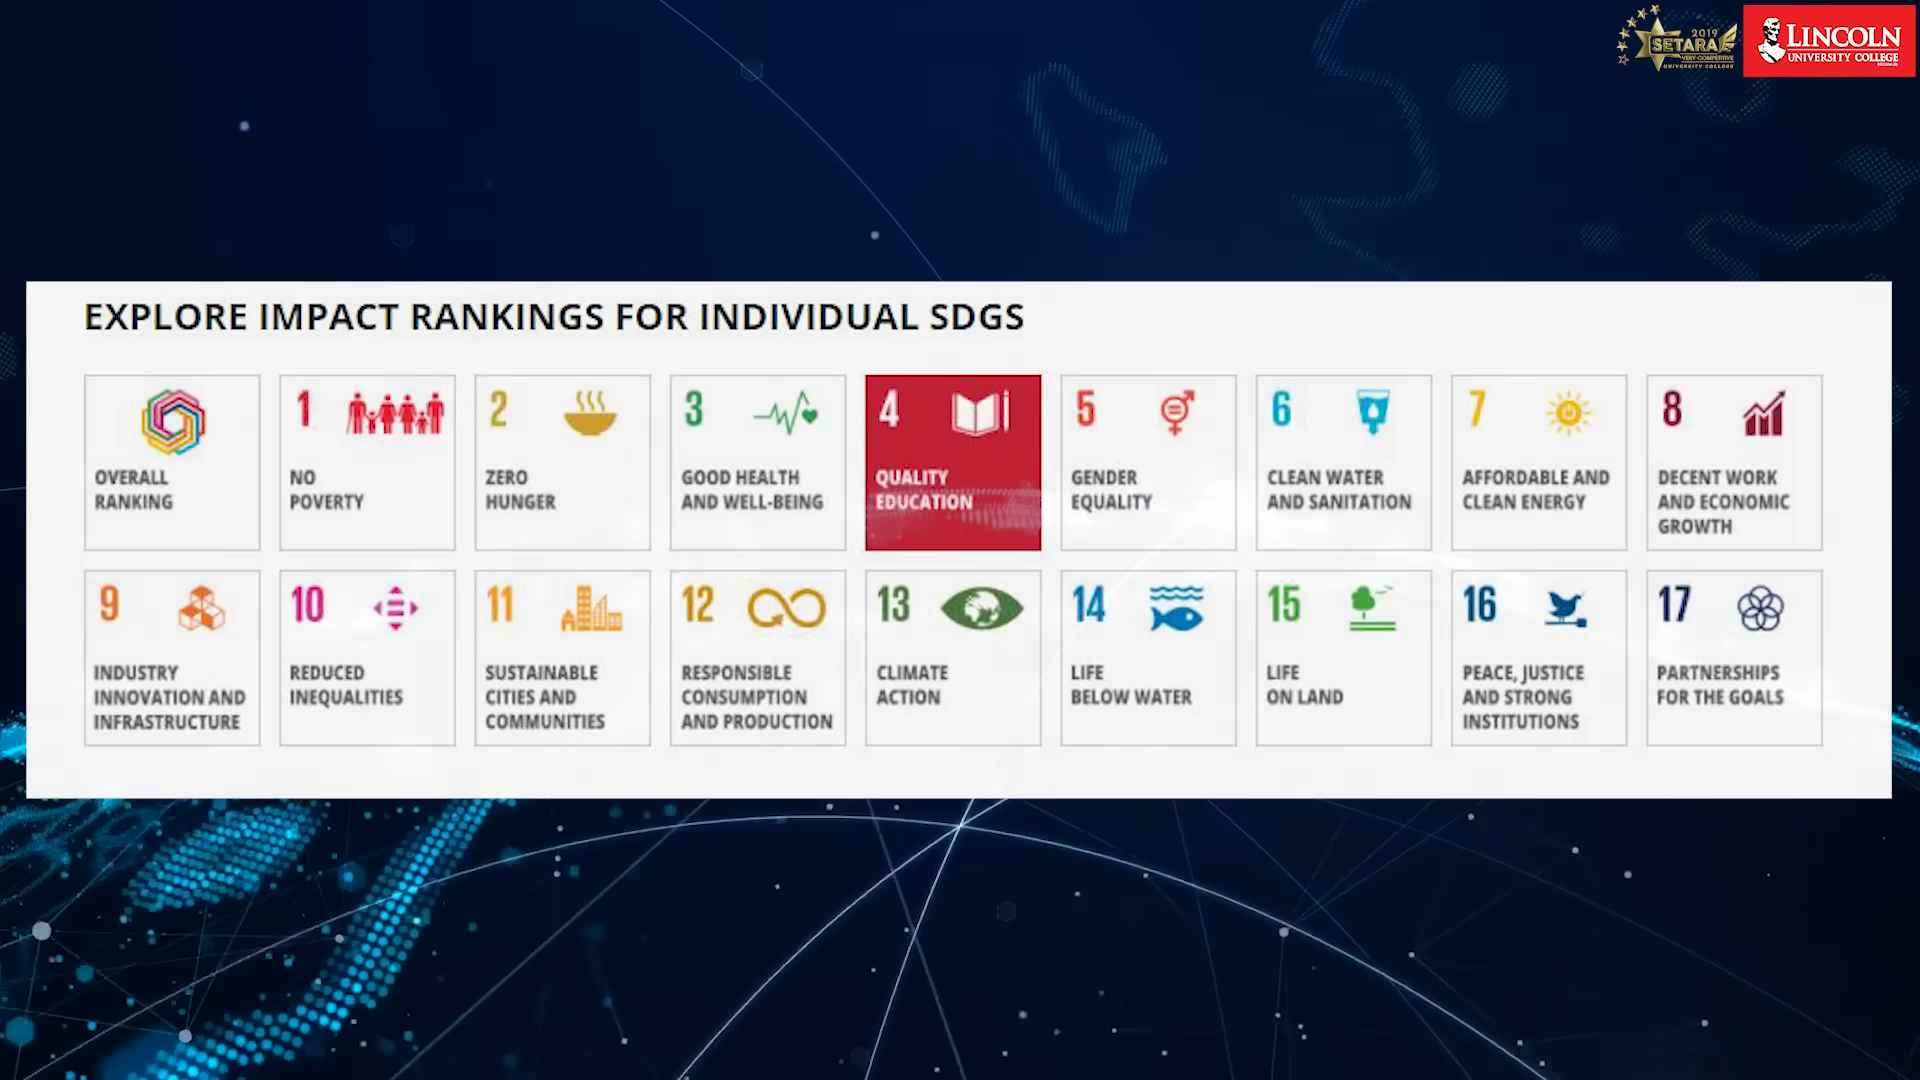 2019
SETARA
VERY COMPETITIVE
UNIVERSITY COLLEGE
LINCOLN
UNIVERSITY COLLEGE
EXPLORE IMPACT RANKINGS FOR INDIVIDUAL SDGS
OVERALL
RANKING
1
NO
POVERTY
2
ZERO
HUNGER
3
GOOD HEALTH
AND WELL-BEING
4
QUALITY
EDUCATION
5
GENDER
EQUALITY
6
CLEAN WATER
AND SANITATION
7
AFFORDABLE AND
CLEAN ENERGY
8
DECENT WORK
AND ECONOMIC
GROWTH
9
INDUSTRY
INNOVATION AND
INFRASTRUCTURE
10
REDUCED
INEQUALITIES
11
SUSTAINABLE
CITIES AND
COMMUNITIES
12
RESPONSIBLE
CONSUMPTION
AND PRODUCTION
13
CLIMATE
ACTION
14
LIFE
BELOW WATER
15
LIFE
ON LAND
16
PEACE, JUSTICE
AND STRONG
INSTITUTIONS
17
PARTNERSHIPS
FOR THE GOALS